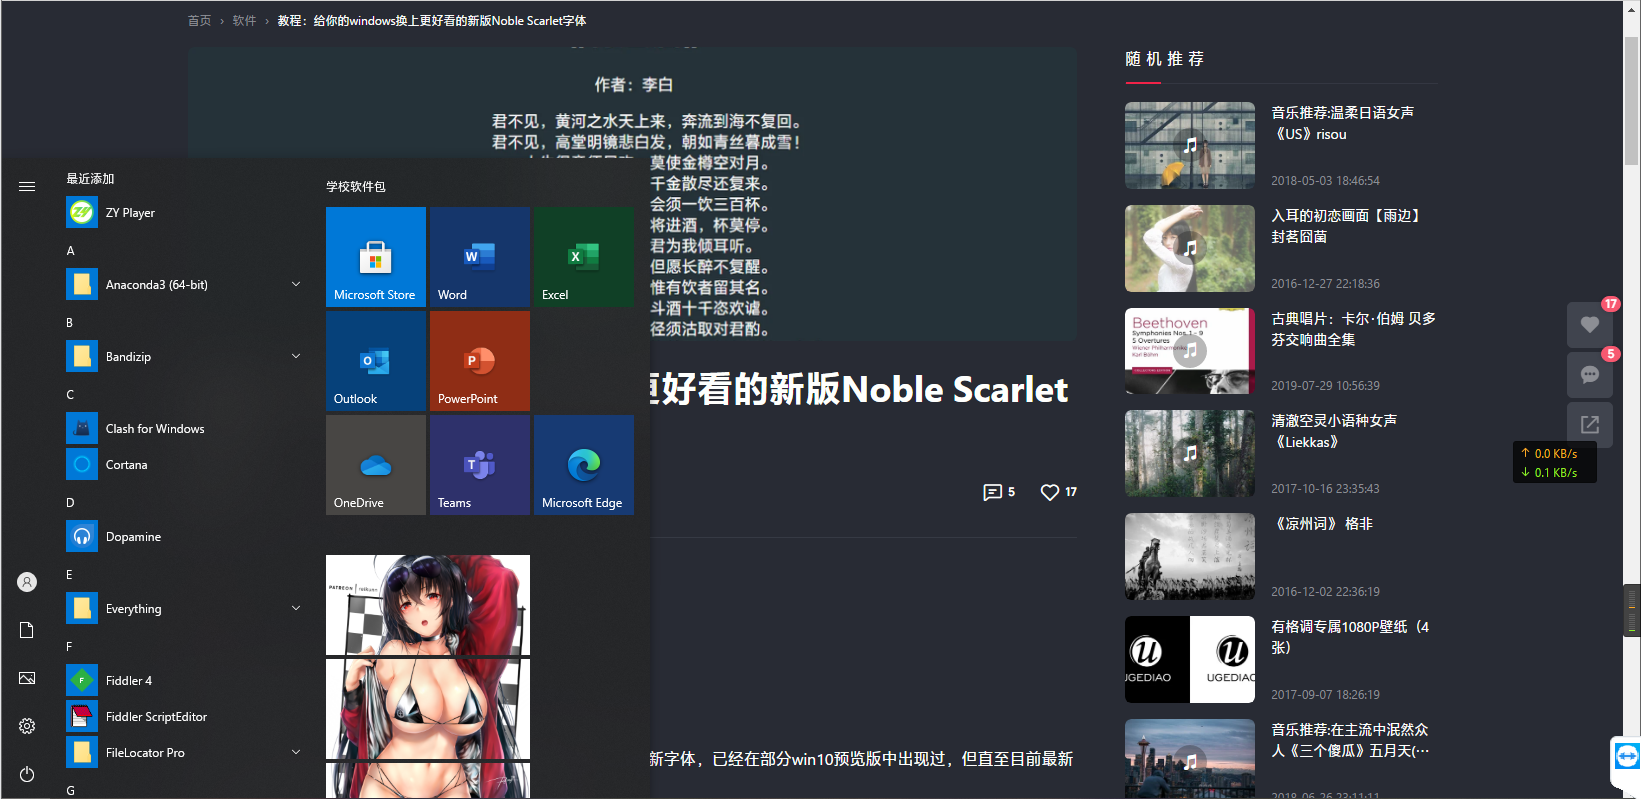 首页 › 软件 › 教程：给你的windows换上更好看的新版Noble Scarlet字体
作者：李白
君不见，黄河之水天上来，奔流到海不复回。
君不见，高堂明镜悲白发，朝如青丝暮成雪！
莫使金樽空对月。
千金散尽还复来。
会须一饮三百杯。
将进酒，杯莫停。
君为我倾耳听。
但愿长醉不复醒。
惟有饮者留其名。
斗酒十千恣欢谑。
径须沽取对君酌。
更好看的新版Noble Scarlet
5 17
新字体，已经在部分win10预览版中出现过，但直至目前最新
最近添加
ZY Player
A
Anaconda3 (64-bit)
B
Bandizip
C
Clash for Windows
Cortana
D
Dopamine
E
Everything
F
Fiddler 4
Fiddler ScriptEditor
FileLocator Pro
G
学校软件包
Microsoft Store
Word
Excel
Outlook
PowerPoint
OneDrive
Teams
Microsoft Edge
PATREON
随机推荐
音乐推荐:温柔日语女声
《US》risou
2018-05-03 18:46:54
入耳的初恋画面【雨边】
封茗囧菌
2016-12-27 22:18:36
Beethoven
Symphonies Nos. 1 – 9
5 Overtures
Wiener Philharmoniker
Karl Böhm
古典唱片：卡尔·伯姆 贝多
芬交响曲全集
2019-07-29 10:56:39
清澈空灵小语种女声
《Liekkas》
2017-10-16 23:35:43
《凉州词》 格非
2016-12-02 22:36:19
UGEDIAO
UGEDIAO
有格调专属1080P壁纸（4
张）
2017-09-07 18:26:19
音乐推荐:在主流中泯然众
人《三个傻瓜》五月天(···
2018-06-26 23:11:11
17
5
↑ 0.0 KB/s
↓ 0.1 KB/s